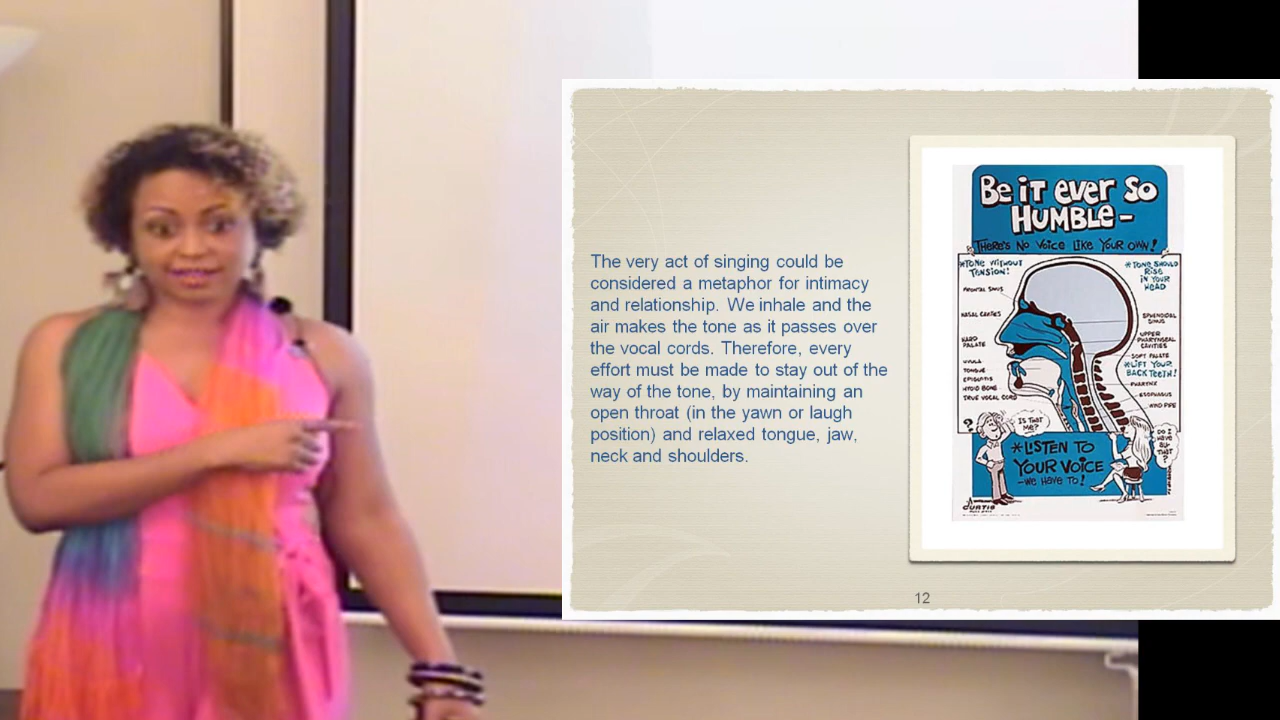 The very act of singing could be
considered a metaphor for intimacy
and relationship. We inhale and the
air makes the tone as it passes over
the vocal cords. Therefore, every
effort must be made to stay out of the
way of the tone, by maintaining an
open throat (in the yawn or laugh
position) and relaxed tongue, jaw,
neck and shoulders.
BE iT EVER SO
HUMBLE-
THERE'S NO VOICE LIKE YOUR OWN!
*TONE WITHOUT
TENSION!
FRONTAL SINUS
NASAL CAVITIES
HARD
PALATE
UVULA
TONGUE
EPIGLOTIS
HYOID BONE
TRUE VOCAL CORD
*TONE SHOULD
RISE
IN YOUR
HEAD
SPHENOIDAL
SINUS
UPPER
PHARYNGEAL
CAVITIES
SOFT PALATE
*LIFT YOUR
BACK TEETH!
PHARYNX
ESOPHAGUS
WIND PIPE
?
IS THAT
ME?
DO I
HAVE
ALL
THAT
?
*LISTEN TO
YOUR VOICE
-WE HAVE TO!
CURTIS
12